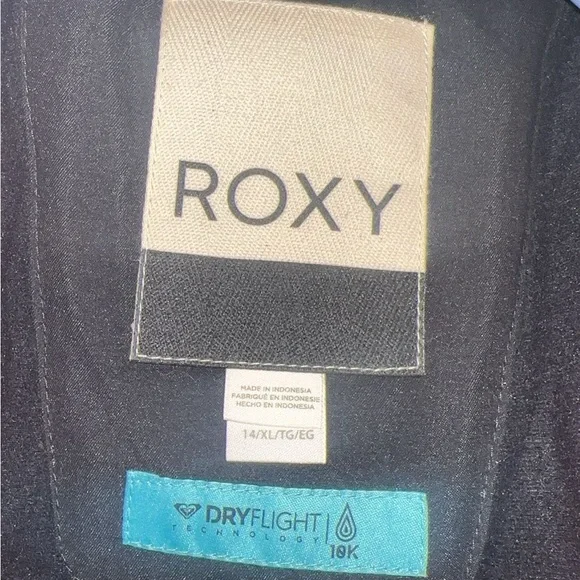 ROXY
MADE IN INDONESIA
FABRIQUÉ EN INDONESIE
HECHO EN INDONESIA
14/XL/TG/EG
DRYFLIGHT
TECHNOLOGY
10K